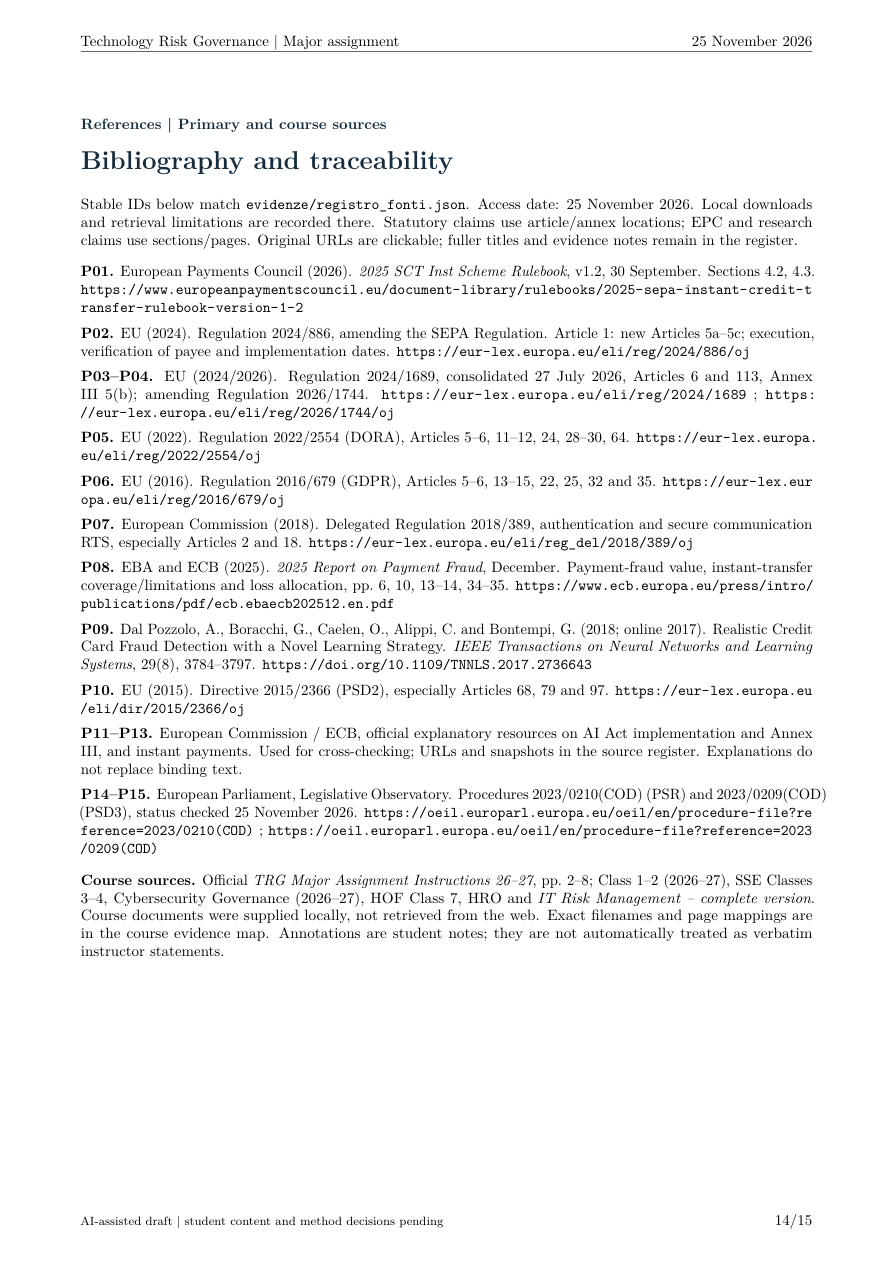 Technology Risk Governance | Major assignment 25 November 2026
References | Primary and course sources
Bibliography and traceability
Stable IDs below match evidenze/registro_fonti.json. Access date: 25 November 2026. Local downloads
and retrieval limitations are recorded there. Statutory claims use article/annex locations; EPC and research
claims use sections/pages. Original URLs are clickable; fuller titles and evidence notes remain in the register.
P01. European Payments Council (2026). 2025 SCT Inst Scheme Rulebook, v1.2, 30 September. Sections 4.2, 4.3.
https://www.europeanpaymentscouncil.eu/document-library/rulebooks/2025-sepa-instant-credit-t
ransfer-rulebook-version-1-2
P02. EU (2024). Regulation 2024/886, amending the SEPA Regulation. Article 1: new Articles 5a–5c; execution,
verification of payee and implementation dates. https://eur-lex.europa.eu/eli/reg/2024/886/oj
P03–P04. EU (2024/2026). Regulation 2024/1689, consolidated 27 July 2026, Articles 6 and 113, Annex
III 5(b); amending Regulation 2026/1744. https://eur-lex.europa.eu/eli/reg/2024/1689 ; https:
//eur-lex.europa.eu/eli/reg/2026/1744/oj
P05. EU (2022). Regulation 2022/2554 (DORA), Articles 5–6, 11–12, 24, 28–30, 64. https://eur-lex.europa.
eu/eli/reg/2022/2554/oj
P06. EU (2016). Regulation 2016/679 (GDPR), Articles 5–6, 13–15, 22, 25, 32 and 35. https://eur-lex.eur
opa.eu/eli/reg/2016/679/oj
P07. European Commission (2018). Delegated Regulation 2018/389, authentication and secure communication
RTS, especially Articles 2 and 18. https://eur-lex.europa.eu/eli/reg_del/2018/389/oj
P08. EBA and ECB (2025). 2025 Report on Payment Fraud, December. Payment-fraud value, instant-transfer
coverage/limitations and loss allocation, pp. 6, 10, 13–14, 34–35. https://www.ecb.europa.eu/press/intro/
publications/pdf/ecb.ebaecb202512.en.pdf
P09. Dal Pozzolo, A., Boracchi, G., Caelen, O., Alippi, C. and Bontempi, G. (2018; online 2017). Realistic Credit
Card Fraud Detection with a Novel Learning Strategy. IEEE Transactions on Neural Networks and Learning
Systems, 29(8), 3784–3797. https://doi.org/10.1109/TNNLS.2017.2736643
P10. EU (2015). Directive 2015/2366 (PSD2), especially Articles 68, 79 and 97. https://eur-lex.europa.eu
/eli/dir/2015/2366/oj
P11–P13. European Commission / ECB, official explanatory resources on AI Act implementation and Annex
III, and instant payments. Used for cross-checking; URLs and snapshots in the source register. Explanations do
not replace binding text.
P14–P15. European Parliament, Legislative Observatory. Procedures 2023/0210(COD) (PSR) and 2023/0209(COD)
(PSD3), status checked 25 November 2026. https://oeil.europarl.europa.eu/oeil/en/procedure-file?re
ference=2023/0210(COD) ; https://oeil.europarl.europa.eu/oeil/en/procedure-file?reference=2023
/0209(COD)
Course sources. Official TRG Major Assignment Instructions 26–27, pp. 2–8; Class 1–2 (2026–27), SSE Classes
3–4, Cybersecurity Governance (2026–27), HOF Class 7, HRO and IT Risk Management – complete version.
Course documents were supplied locally, not retrieved from the web. Exact filenames and page mappings are
in the course evidence map. Annotations are student notes; they are not automatically treated as verbatim
instructor statements.
AI-assisted draft | student content and method decisions pending 14/15